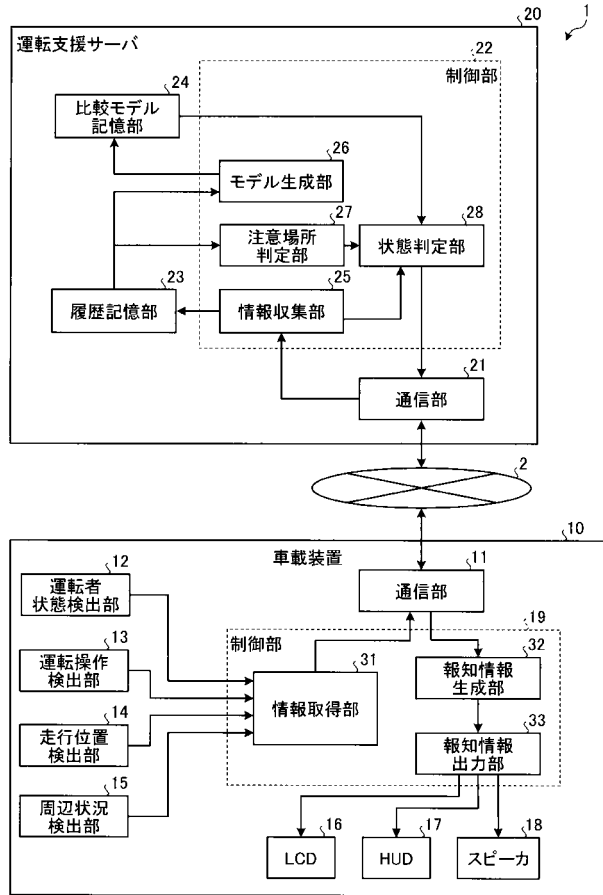 1
20
運転支援サーバ
22
制御部
24
比較モデル
記憶部
26
モデル生成部
27
注意場所
判定部
28
状態判定部
23
履歴記憶部
25
情報収集部
21
通信部
2
10
車載装置
11
通信部
12
運転者
状態検出部
19
制御部
13
運転操作
検出部
31
情報取得部
32
報知情報
生成部
14
走行位置
検出部
33
報知情報
出力部
15
周辺状況
検出部
16
LCD
17
HUD
18
スピーカ